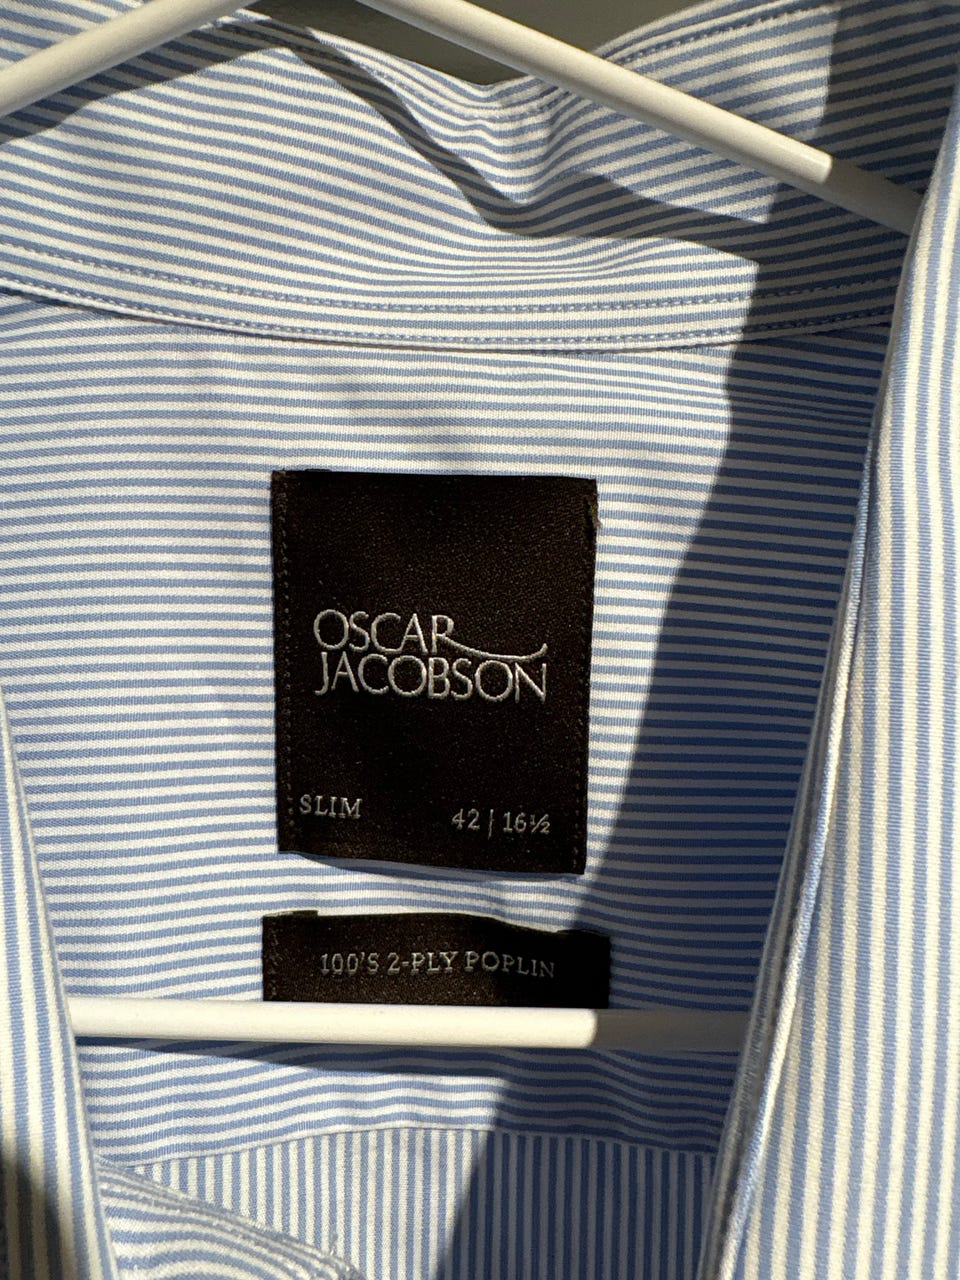 OSCAR
JACOBSON
SLIM 42 | 16½
100'S 2-PLY POPLIN